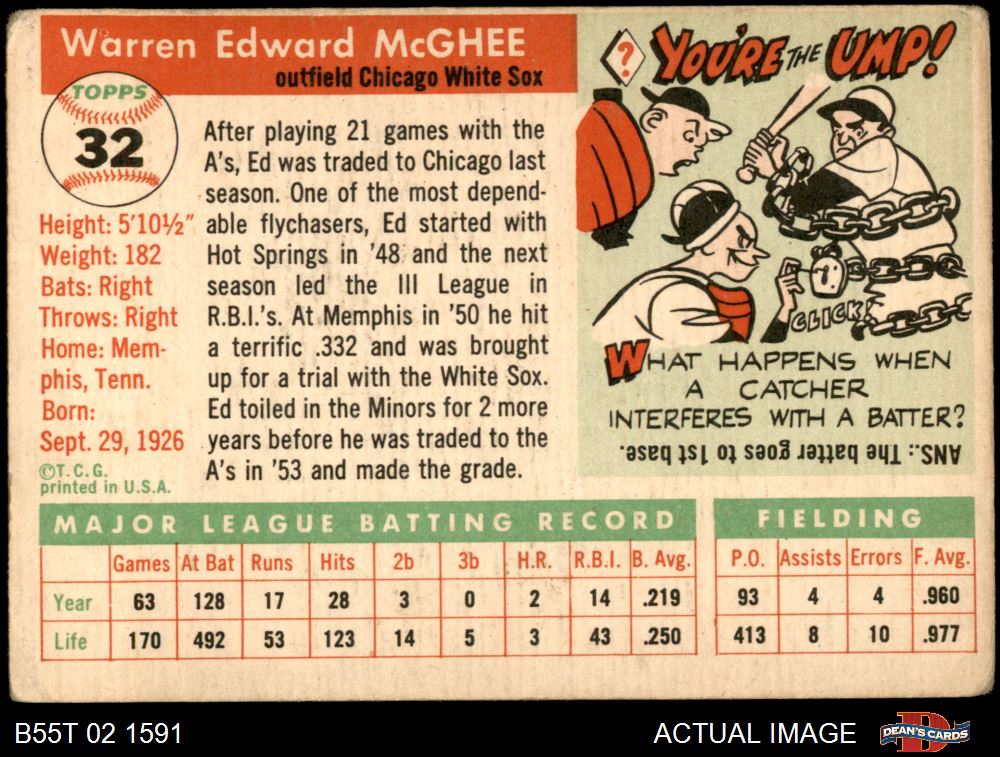 Warren Edward McGHEE
outfield Chicago White Sox
TOPPS
32
Height: 5'10½"
Weight: 182
Bats: Right
Throws: Right
Home: Mem-
phis, Tenn.
Born:
Sept. 29, 1926
©T.C.G.
printed in U.S.A.
After playing 21 games with the
A's, Ed was traded to Chicago last
season. One of the most depend-
able flychasers, Ed started with
Hot Springs in '48 and the next
season led the III League in
R.B.I.'s. At Memphis in '50 he hit
a terrific .332 and was brought
up for a trial with the White Sox.
Ed toiled in the Minors for 2 more
years before he was traded to the
A's in '53 and made the grade.
? YOU'RE THE UMP!
CLICK!
WHAT HAPPENS WHEN
A CATCHER
INTERFERES WITH A BATTER?
ANS.: The batter goes to 1st base.
MAJOR LEAGUE BATTING RECORD
Games At Bat Runs Hits 2b 3b H.R. R.B.I. B. Avg.
Year 63 128 17 28 3 0 2 14 .219
Life 170 492 53 123 14 5 3 43 .250
FIELDING
P.O. Assists Errors F. Avg.
93 4 4 .960
413 8 10 .977
B55T 02 1591
ACTUAL IMAGE
D
DEAN'S CARDS